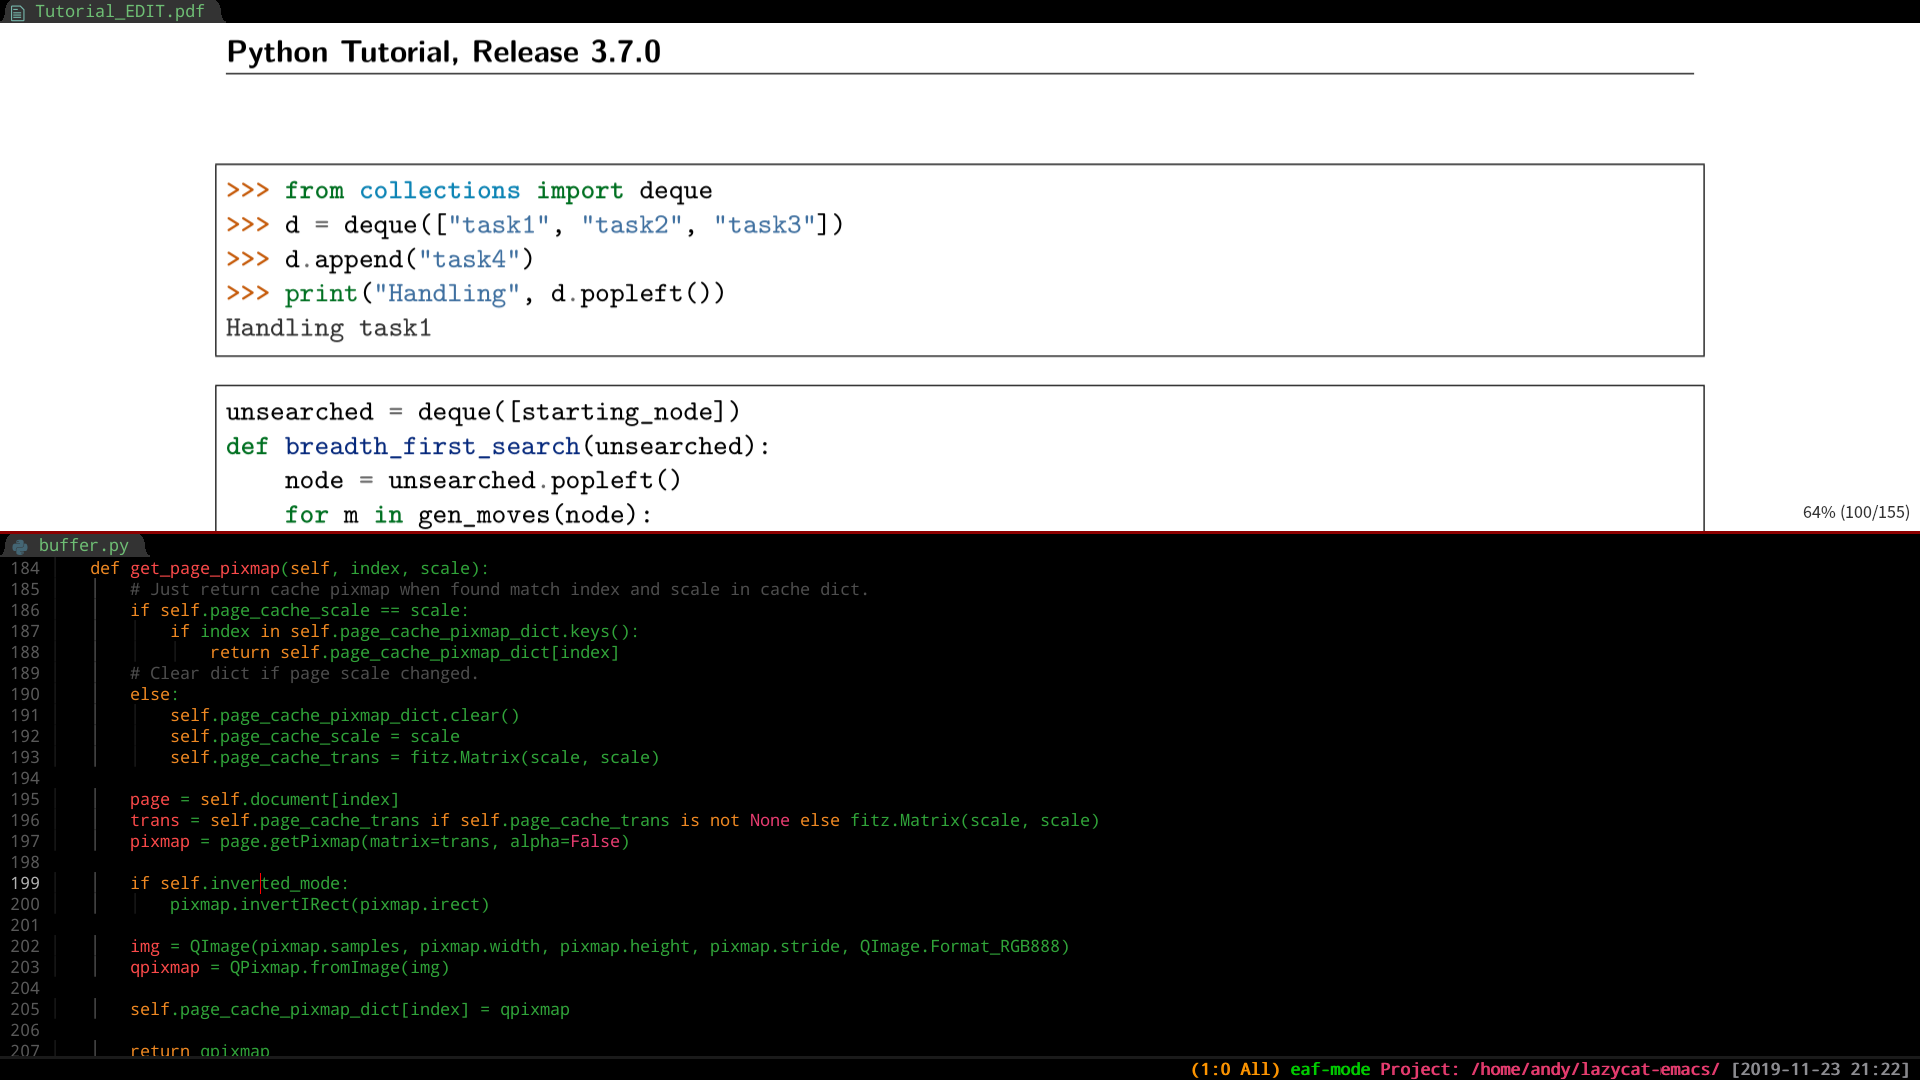 Tutorial_EDIT.pdf
Python Tutorial, Release 3.7.0
>>> from collections import deque
>>> d = deque(["task1", "task2", "task3"])
>>> d.append("task4")
>>> print("Handling", d.popleft())
Handling task1
unsearched = deque([starting_node])
def breadth_first_search(unsearched):
    node = unsearched.popleft()
    for m in gen_moves(node):
64% (100/155)
buffer.py
184     def get_page_pixmap(self, index, scale):
185         # Just return cache pixmap when found match index and scale in cache dict.
186         if self.page_cache_scale == scale:
187             if index in self.page_cache_pixmap_dict.keys():
188                 return self.page_cache_pixmap_dict[index]
189         # Clear dict if page scale changed.
190         else:
191             self.page_cache_pixmap_dict.clear()
192             self.page_cache_scale = scale
193             self.page_cache_trans = fitz.Matrix(scale, scale)
194
195         page = self.document[index]
196         trans = self.page_cache_trans if self.page_cache_trans is not None else fitz.Matrix(scale, scale)
197         pixmap = page.getPixmap(matrix=trans, alpha=False)
198
199         if self.inverted_mode:
200             pixmap.invertIRect(pixmap.irect)
201
202         img = QImage(pixmap.samples, pixmap.width, pixmap.height, pixmap.stride, QImage.Format_RGB888)
203         qpixmap = QPixmap.fromImage(img)
204
205         self.page_cache_pixmap_dict[index] = qpixmap
206
207         return qpixmap
(1:0 All) eaf-mode Project: /home/andy/lazycat-emacs/ [2019-11-23 21:22]